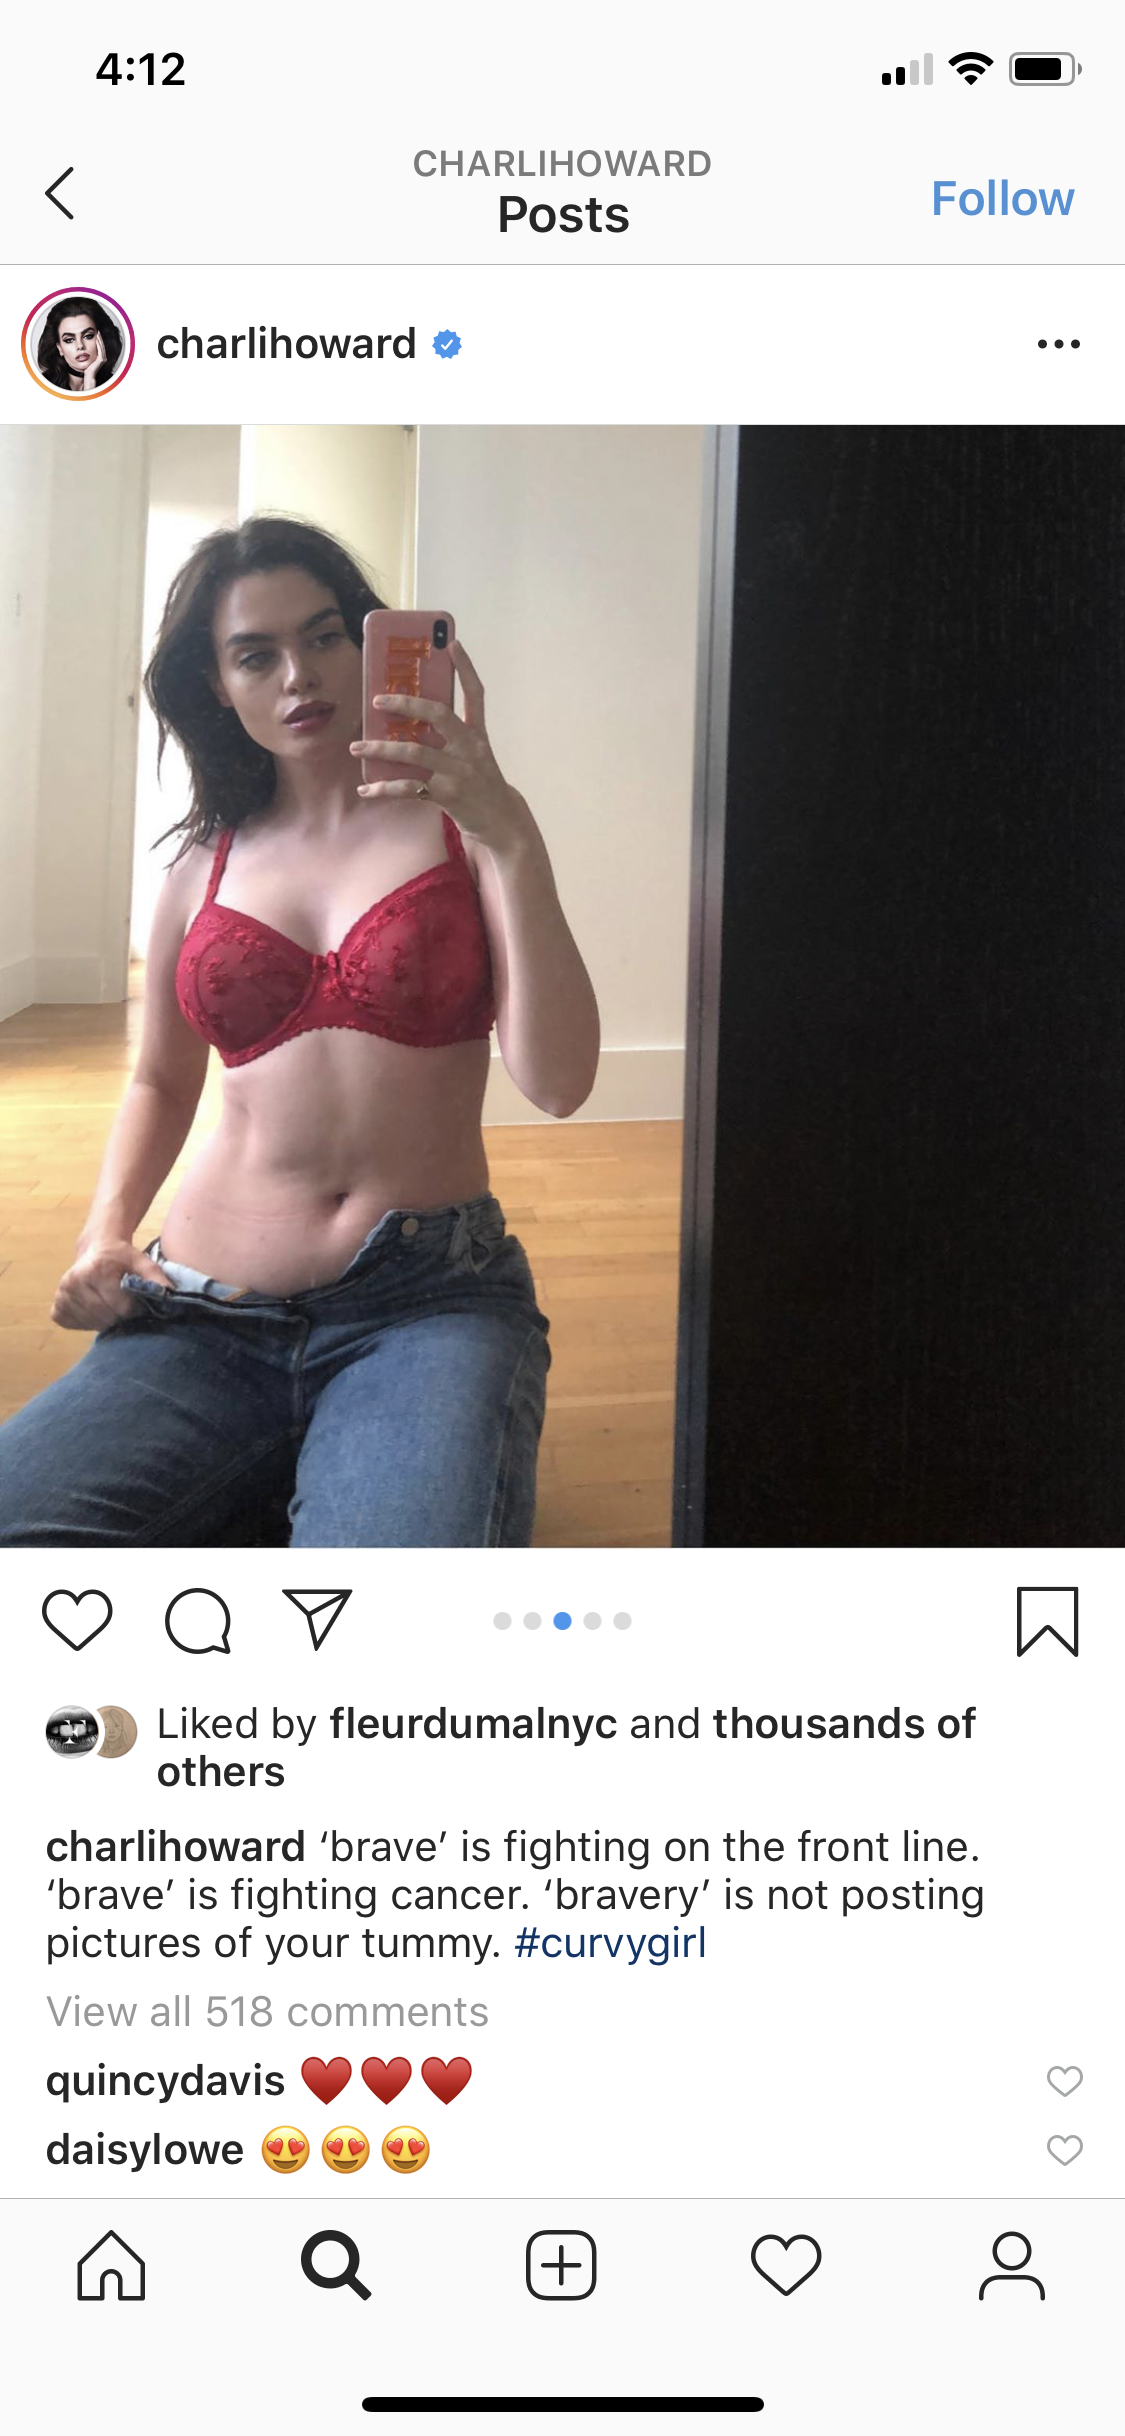 4:12
CHARLIHOWARD
Posts
Follow
charlihoward
Liked by fleurdumalnyc and thousands of
others
charlihoward ‘brave’ is fighting on the front line.
‘brave’ is fighting cancer. ‘bravery’ is not posting
pictures of your tummy. #curvygirl
View all 518 comments
quincydavis ♥️♥️♥️
daisylowe 😍😍😍